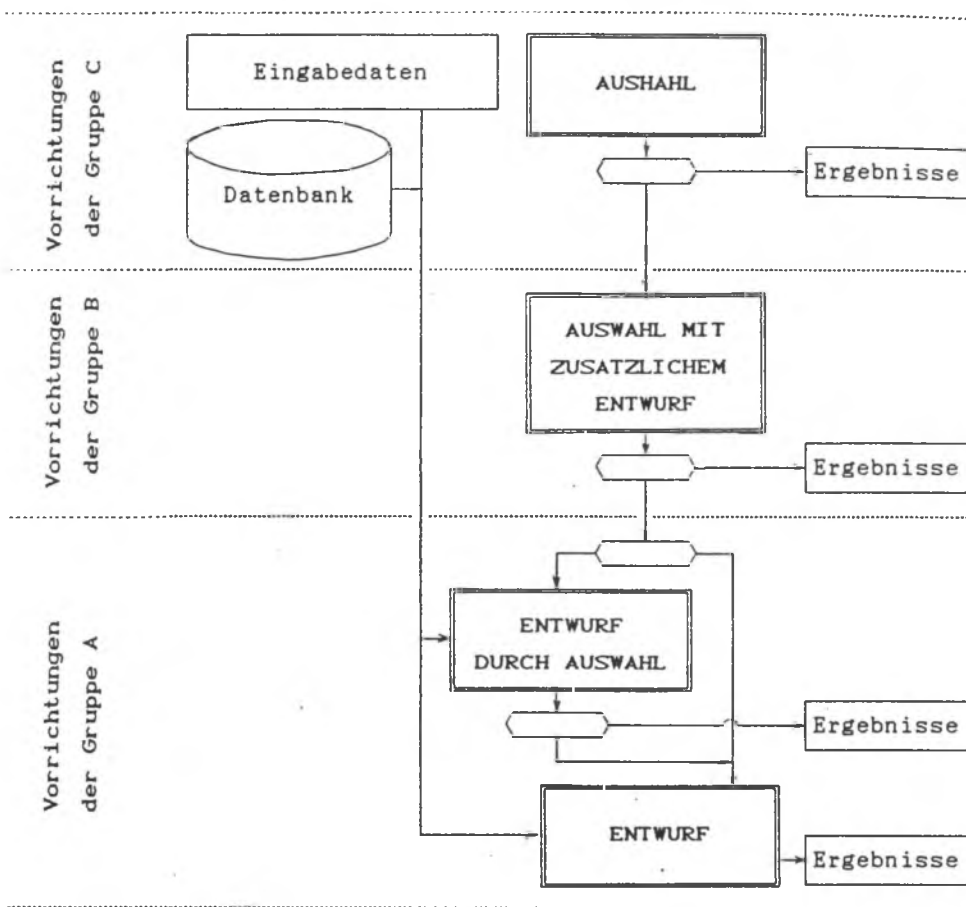 Vorrichtungen
der Gruppe C
Eingabedaten
Datenbank
AUSHAHL
Ergebnisse
Vorrichtungen
der Gruppe B
AUSWAHL MIT
ZUSATZLICHEM
ENTWURF
Ergebnisse
Vorrichtungen
der Gruppe A
ENTWURF
DURCH AUSWAHL
Ergebnisse
ENTWURF
Ergebnisse